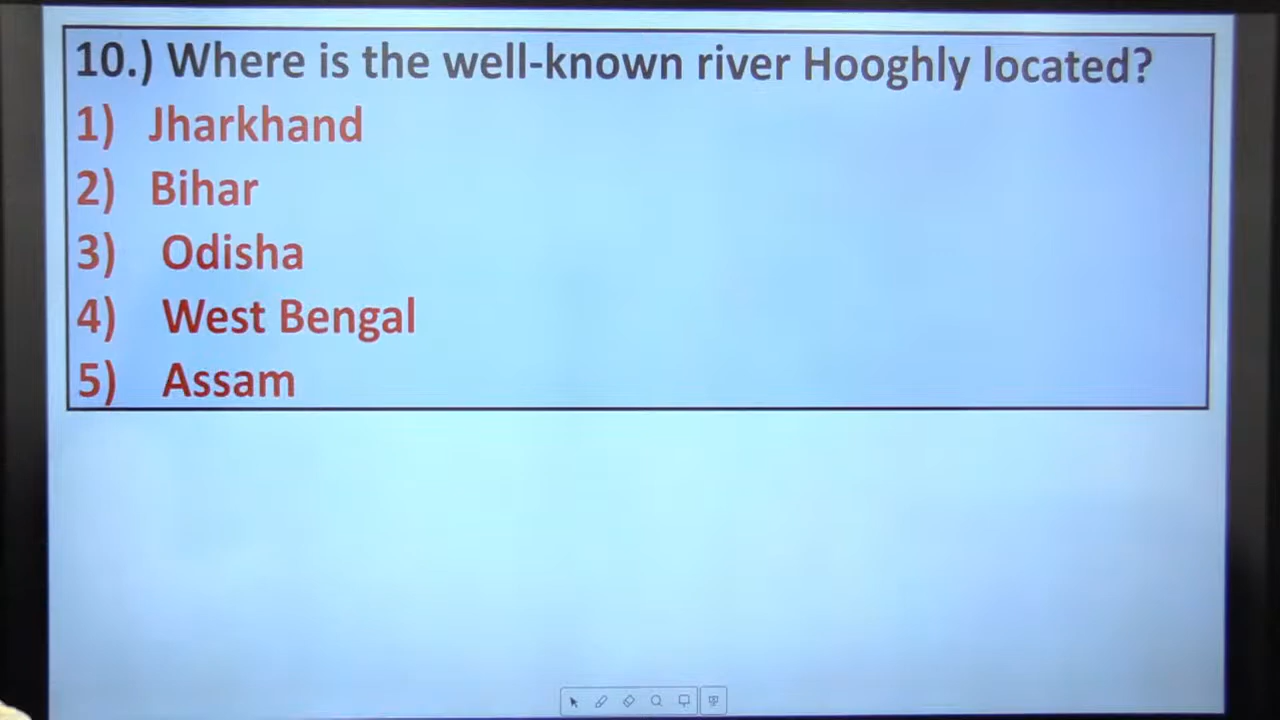 10.) Where is the well-known river Hooghly located?
1) Jharkhand
2) Bihar
3) Odisha
4) West Bengal
5) Assam